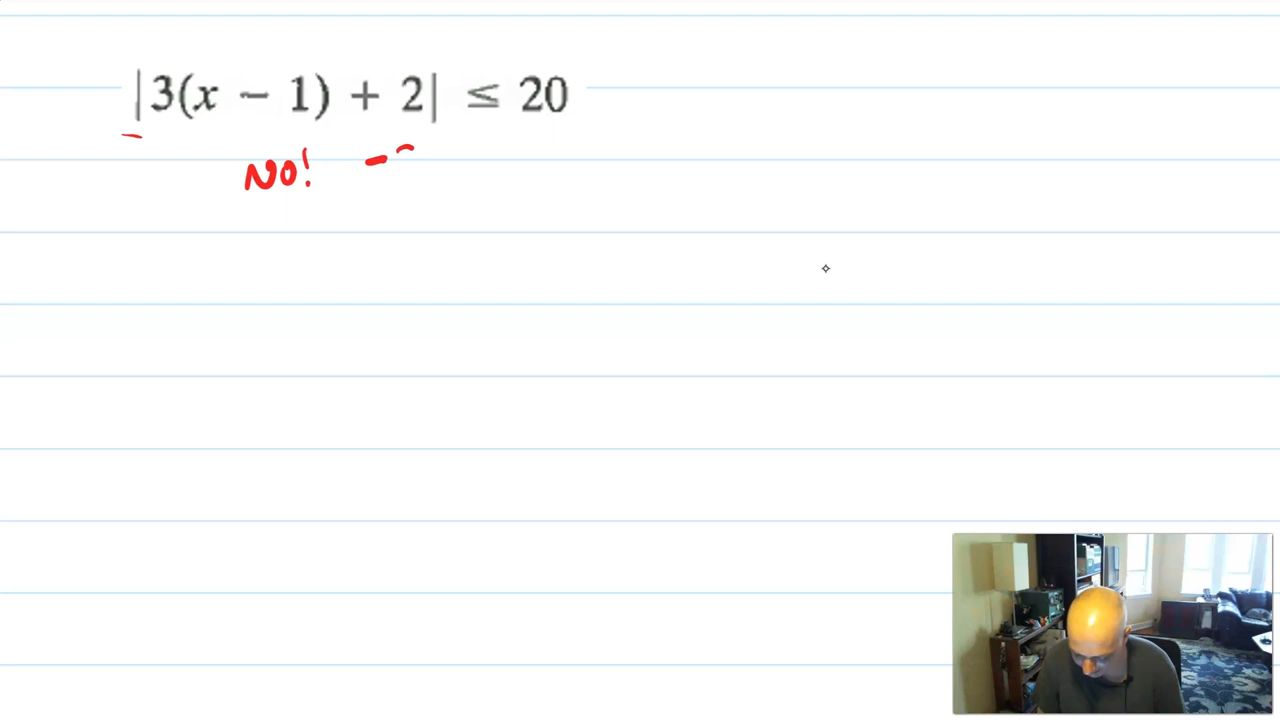 |3(x − 1) + 2| ≤ 20
NO! -